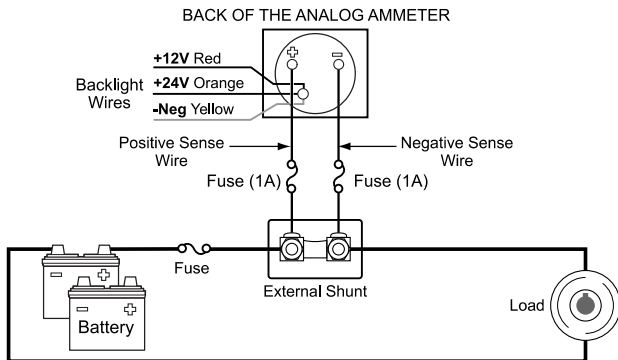 BACK OF THE ANALOG AMMETER
+ −
+12V Red
+24V Orange
-Neg Yellow
Backlight
Wires
Positive Sense
Wire
Negative Sense
Wire
Fuse (1A)
Fuse (1A)
Fuse
External Shunt
− +
− +
Battery
Load